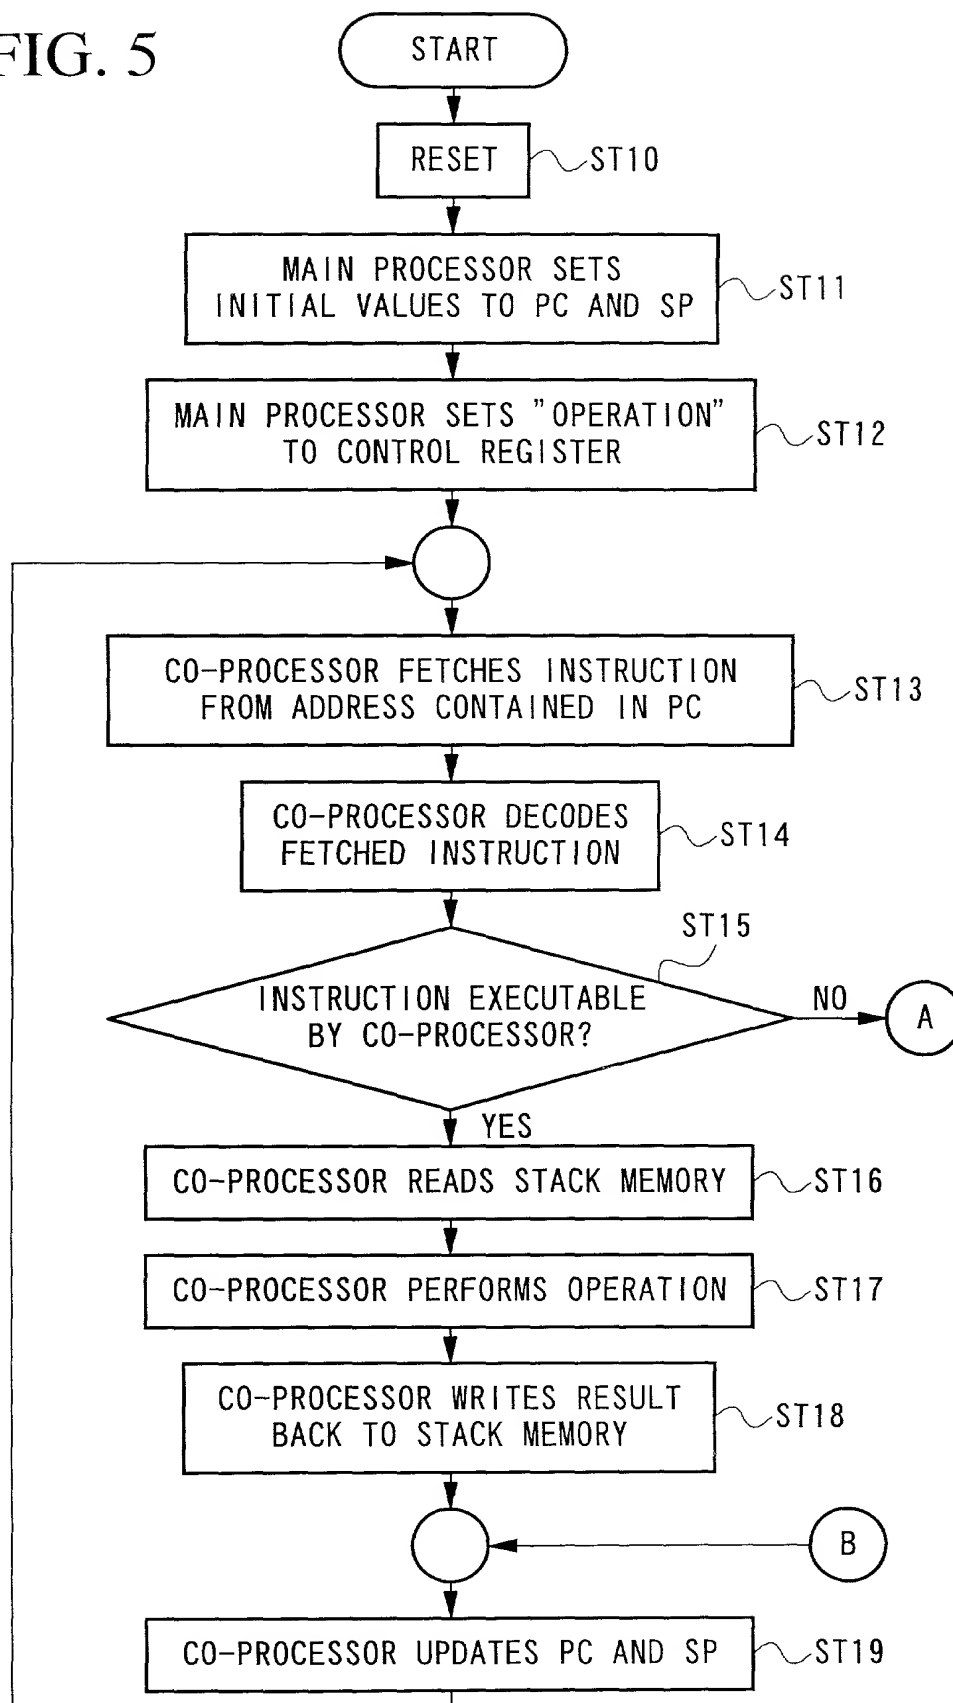 FIG. 5
START
RESET
ST10
MAIN PROCESSOR SETS
INITIAL VALUES TO PC AND SP
ST11
MAIN PROCESSOR SETS "OPERATION"
TO CONTROL REGISTER
ST12
CO-PROCESSOR FETCHES INSTRUCTION
FROM ADDRESS CONTAINED IN PC
ST13
CO-PROCESSOR DECODES
FETCHED INSTRUCTION
ST14
ST15
INSTRUCTION EXECUTABLE
BY CO-PROCESSOR?
NO
A
YES
CO-PROCESSOR READS STACK MEMORY
ST16
CO-PROCESSOR PERFORMS OPERATION
ST17
CO-PROCESSOR WRITES RESULT
BACK TO STACK MEMORY
ST18
B
CO-PROCESSOR UPDATES PC AND SP
ST19